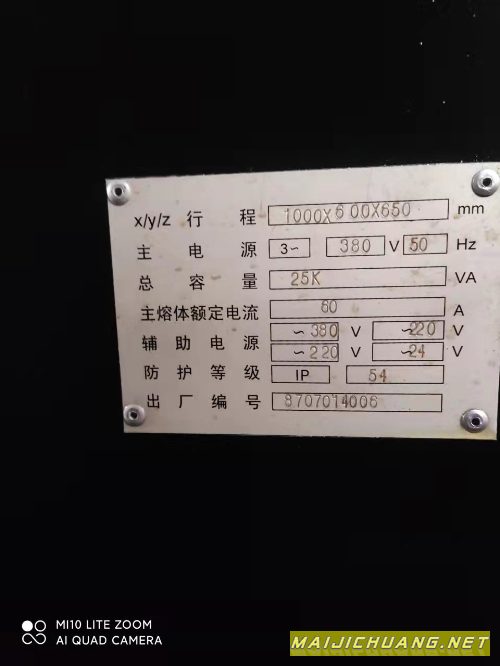 x/y/z 行程 1000X600X650 mm
主电源 3~ 380 V 50 Hz
总容量 25K VA
主熔体额定电流 60 A
~380 V ~220 V
辅助电源
~220 V ~24 V
防护等级 IP 54
出厂编号 8707014006
MI10 LITE ZOOM
AI QUAD CAMERA
MAIJICHUANG.NET